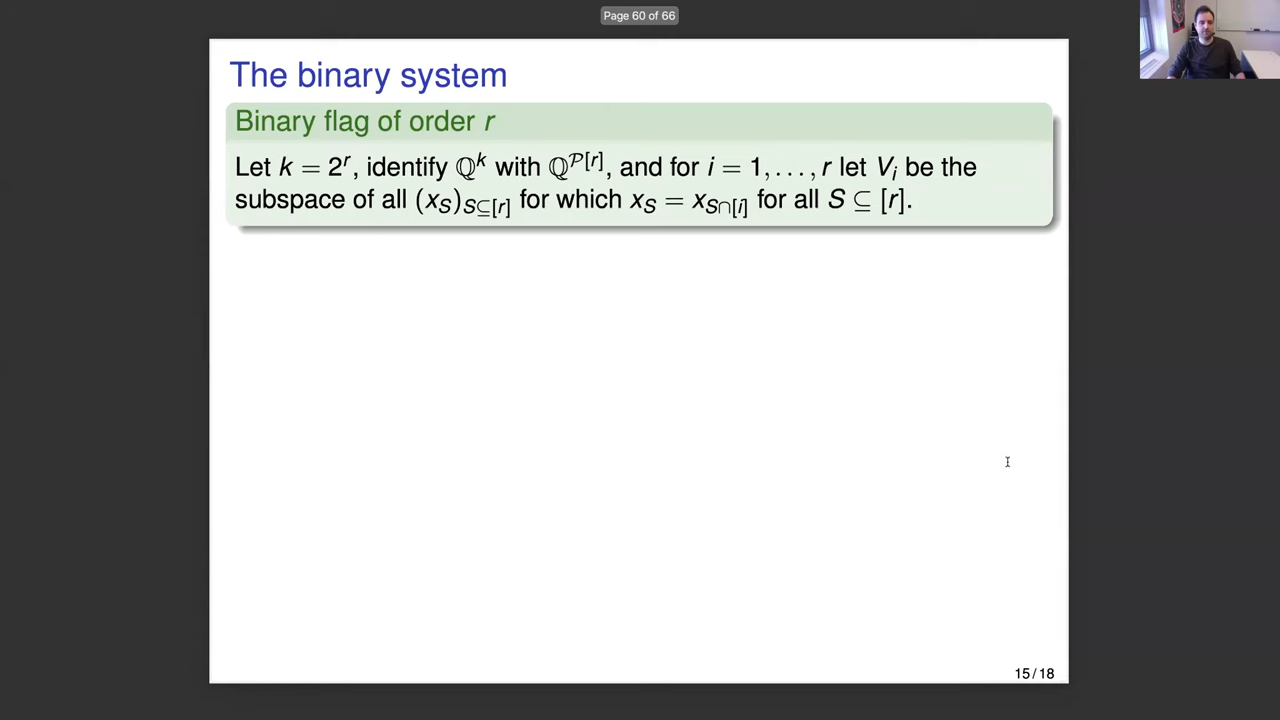 Page 60 of 66
The binary system
Binary flag of order r
Let k = 2^r, identify ℚ^k with ℚ^{𝒫[r]}, and for i = 1, . . . , r let V_i be the
subspace of all (x_S)_{S⊆[r]} for which x_S = x_{S∩[i]} for all S ⊆ [r].
15 / 18